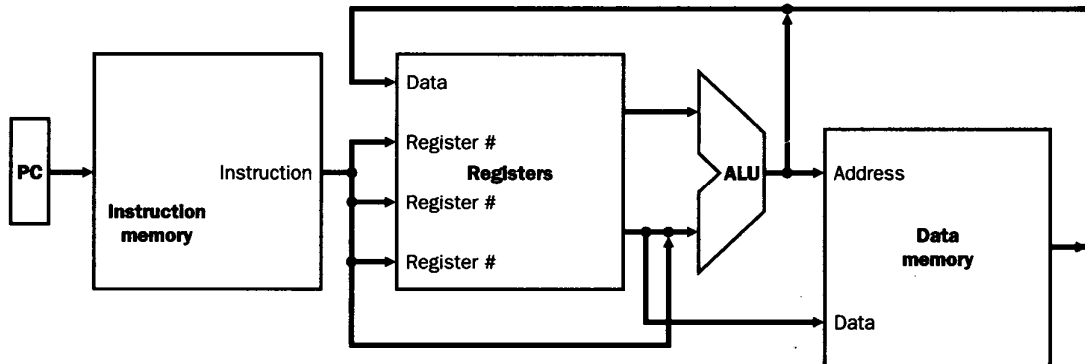 PC
Instruction
Instruction
memory
Data
Register #
Registers
Register #
Register #
ALU
Address
Data
memory
Data